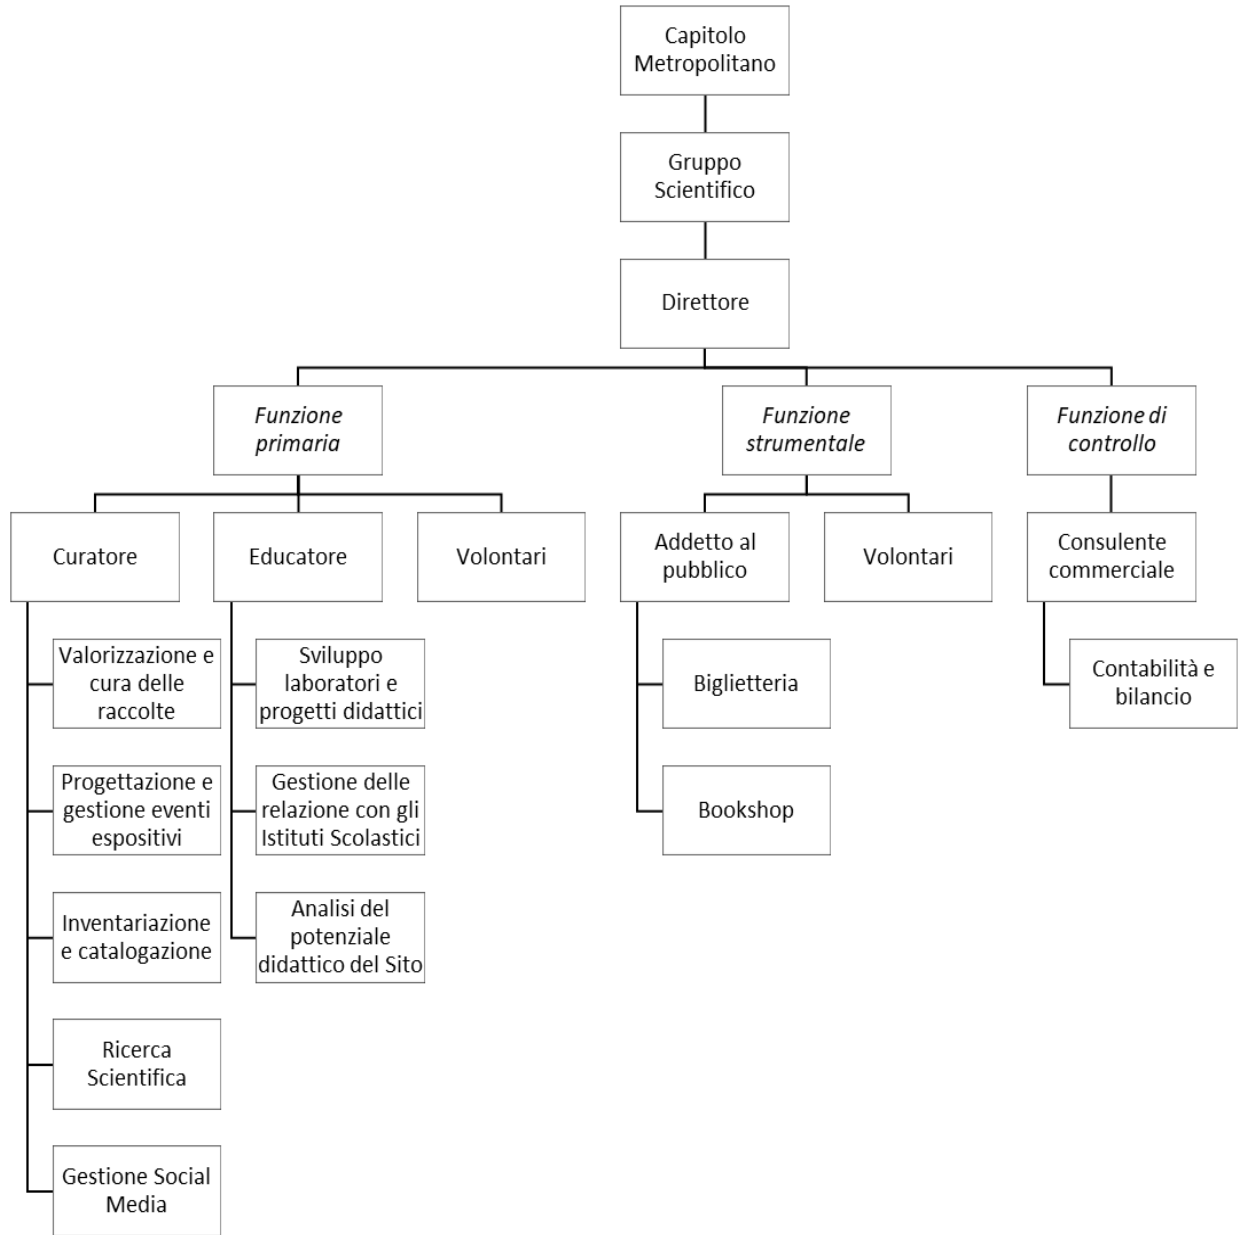 Capitolo
Metropolitano
Gruppo
Scientifico
Direttore
Funzione
primaria
Funzione
strumentale
Funzione di
controllo
Curatore
Educatore
Volontari
Addetto al
pubblico
Volontari
Consulente
commerciale
Valorizzazione e
cura delle
raccolte
Sviluppo
laboratori e
progetti didattici
Biglietteria
Contabilità e
bilancio
Progettazione e
gestione eventi
espositivi
Gestione delle
relazione con gli
Istituti Scolastici
Bookshop
Inventariazione
e catalogazione
Analisi del
potenziale
didattico del Sito
Ricerca
Scientifica
Gestione Social
Media